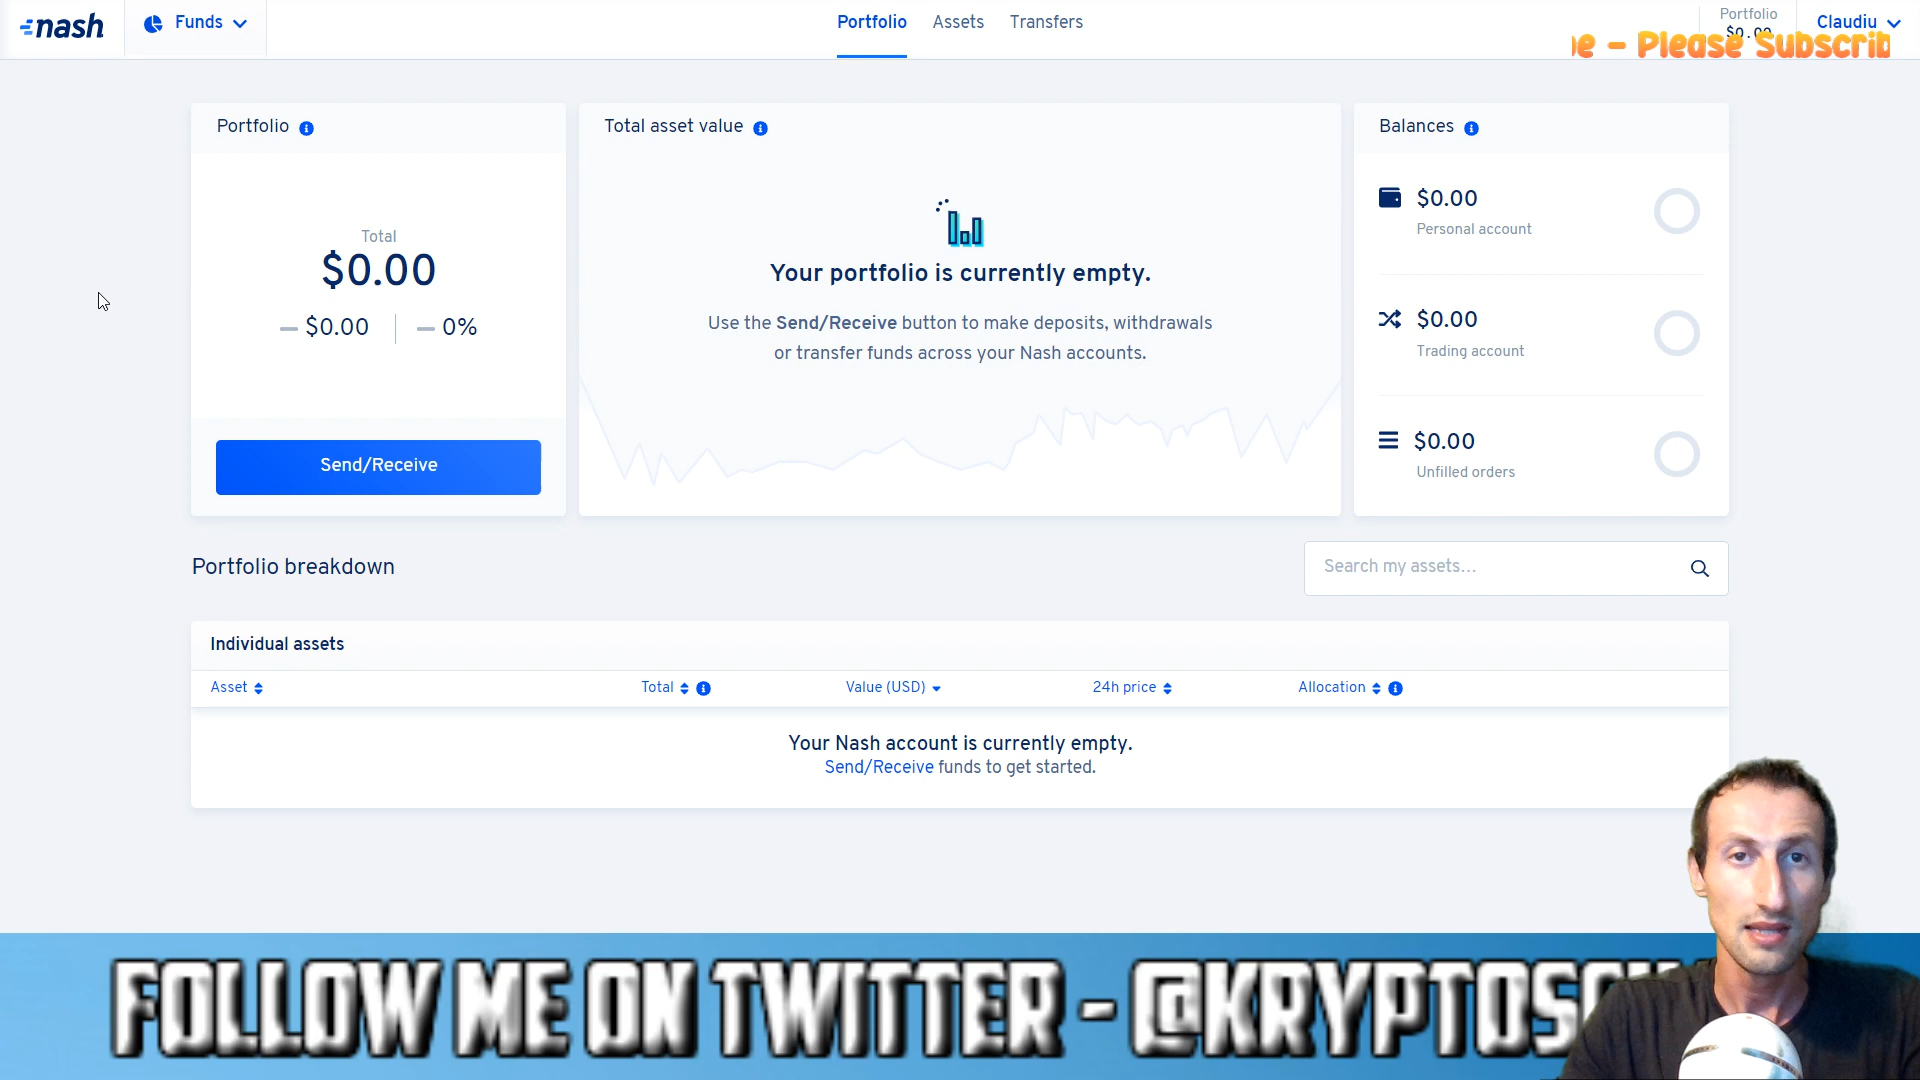 nash
Funds
Portfolio
Assets
Transfers
Portfolio
$0.00
Claudiu
e - Please Subscrib
Portfolio
Total
$0.00
$0.00
0%
Send/Receive
Total asset value
Your portfolio is currently empty.
Use the Send/Receive button to make deposits, withdrawals
or transfer funds across your Nash accounts.
Balances
$0.00
Personal account
$0.00
Trading account
$0.00
Unfilled orders
Portfolio breakdown
Search my assets...
Individual assets
Asset
Total
Value (USD)
24h price
Allocation
Your Nash account is currently empty.
Send/Receive funds to get started.
FOLLOW ME ON TWITTER - @KRYPTOS